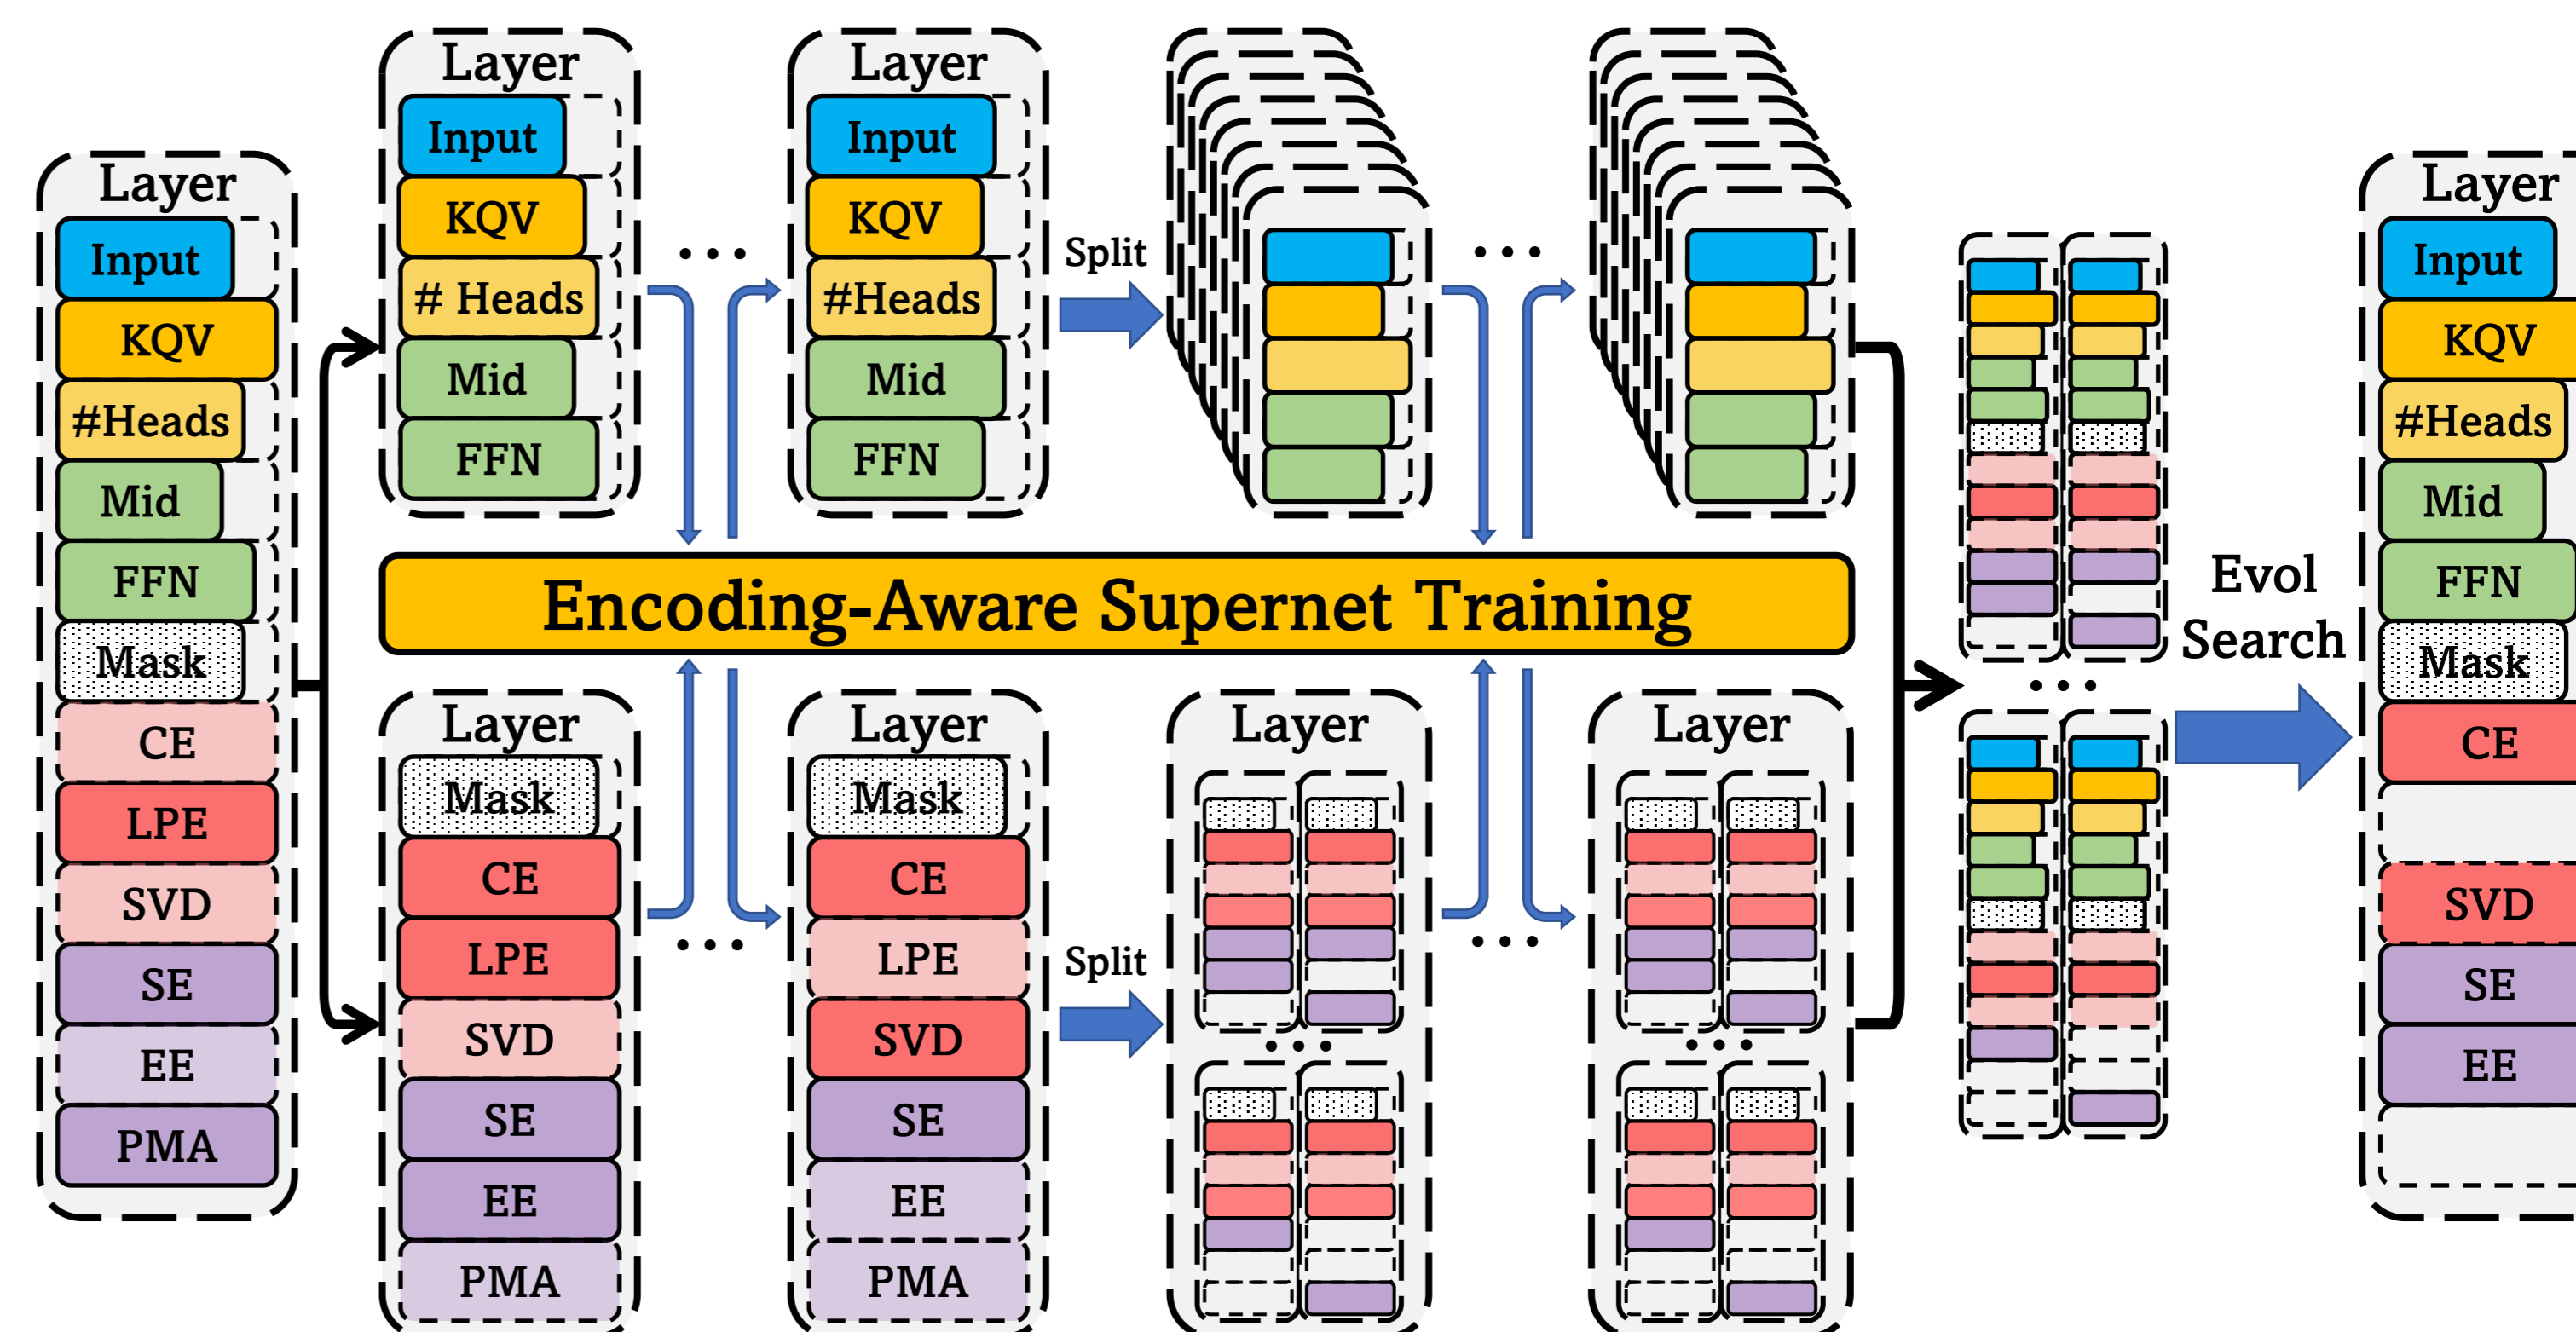 Layer
Input
KQV
#Heads
Mid
FFN
Mask
CE
LPE
SVD
SE
EE
PMA
Layer
Input
KQV
# Heads
Mid
FFN
...
Layer
Input
KQV
#Heads
Mid
FFN
Split
...
Encoding-Aware Supernet Training
Layer
Mask
CE
LPE
SVD
SE
EE
PMA
...
Layer
Mask
CE
LPE
SVD
SE
EE
PMA
Split
Layer
...
...
Layer
...
...
Evol
Search
Layer
Input
KQV
#Heads
Mid
FFN
Mask
CE
SVD
SE
EE